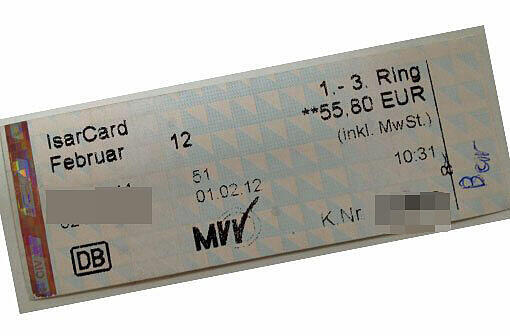 IsarCard
Februar 12
1.- 3. Ring
**55,80 EUR
(inkl. MwSt.)
51
01.02.12
10:31
MVV
K.Nr.
DB
CIV